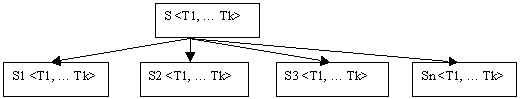 S <T1, ... Tk>
S1 <T1, ... Tk>
S2 <T1, ... Tk>
S3 <T1, ... Tk>
Sn<T1, ... Tk>